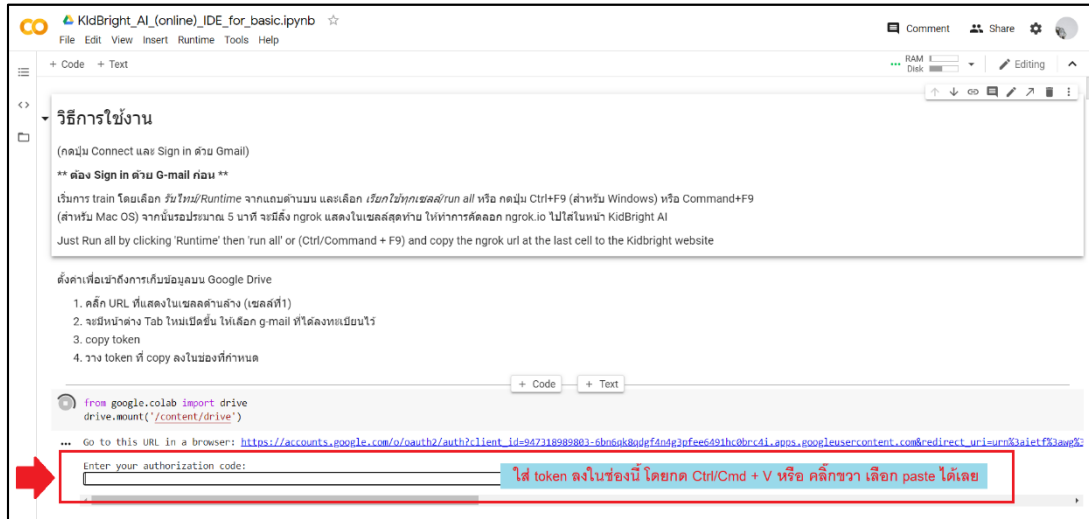 CO KIdBright_AI_(online)_IDE_for_basic.ipynb
Comment Share
File Edit View Insert Runtime Tools Help
+ Code + Text
RAM
Disk
Editing
วิธีการใช้งาน
(กดปุ่ม Connect และ Sign in ด้วย Gmail)
** ต้อง Sign in ด้วย G-mail ก่อน **
เริ่มการ train โดยเลือก รันไทม์/Runtime จากแถบด้านบน และเลือก เรียกใช้ทุกเซลล์/run all หรือ กดปุ่ม Ctrl+F9 (สำหรับ Windows) หรือ Command+F9
(สำหรับ Mac OS) จากนั้นรอประมาณ 5 นาที จะมีลิ้ง ngrok แสดงในเซลล์สุดท้าย ให้ทำการคัดลอก ngrok.io ไปใส่ในหน้า KidBright AI
Just Run all by clicking 'Runtime' then 'run all' or (Ctrl/Command + F9) and copy the ngrok url at the last cell to the Kidbright website
ตั้งค่าเพื่อเข้าถึงการเก็บข้อมูลบน Google Drive
1. คลิ๊ก URL ที่แสดงในเซลลด้านล่าง (เซลล์ที่1)
2. จะมีหน้าต่าง Tab ใหม่เปิดขึ้น ให้เลือก g-mail ที่ได้ลงทะเบียนไว้
3. copy token
4. วาง token ที่ copy ลงในช่องที่กำหนด
+ Code + Text
from google.colab import drive
drive.mount('/content/drive')
... Go to this URL in a browser: https://accounts.google.com/o/oauth2/auth?client_id=947318989803-6bn6qk8qdgf4n4g3pfee6491hc0brc4i.apps.googleusercontent.com&redirect_uri=urn%3aietf%3awg%3
Enter your authorization code:
ใส่ token ลงในช่องนี้ โดยกด Ctrl/Cmd + V หรือ คลิ๊กขวา เลือก paste ได้เลย